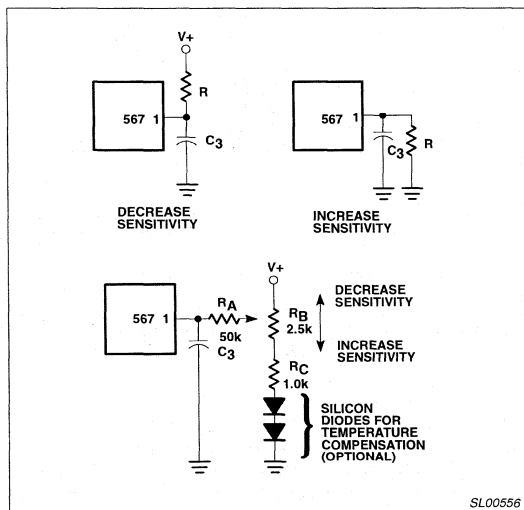 V+
R
567 1
C3
DECREASE
SENSITIVITY
567 1
C3
R
INCREASE
SENSITIVITY
V+
DECREASE
SENSITIVITY
RA
567 1
50k
C3
RB
2.5k
INCREASE
SENSITIVITY
RC
1.0k
SILICON
DIODES FOR
TEMPERATURE
COMPENSATION
(OPTIONAL)
SL00556